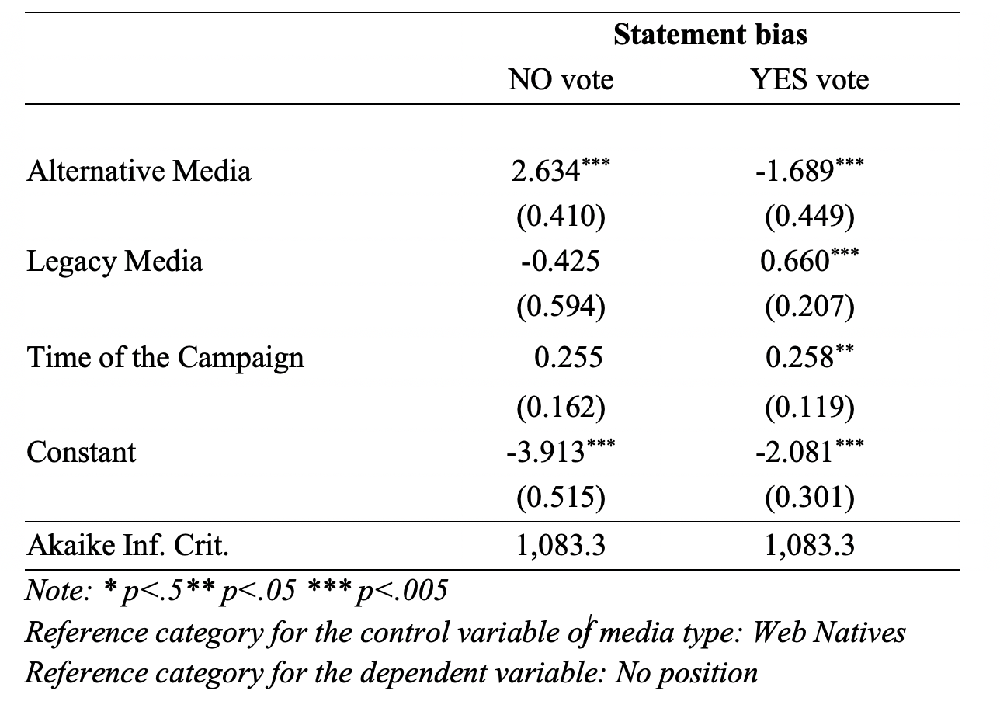 Statement bias
NO vote YES vote
Alternative Media 2.634*** -1.689***
(0.410) (0.449)
Legacy Media -0.425 0.660***
(0.594) (0.207)
Time of the Campaign 0.255 0.258**
(0.162) (0.119)
Constant -3.913*** -2.081***
(0.515) (0.301)
Akaike Inf. Crit. 1,083.3 1,083.3
Note: * p<.5** p<.05 *** p<.005
Reference category for the control variable of media type: Web Natives
Reference category for the dependent variable: No position